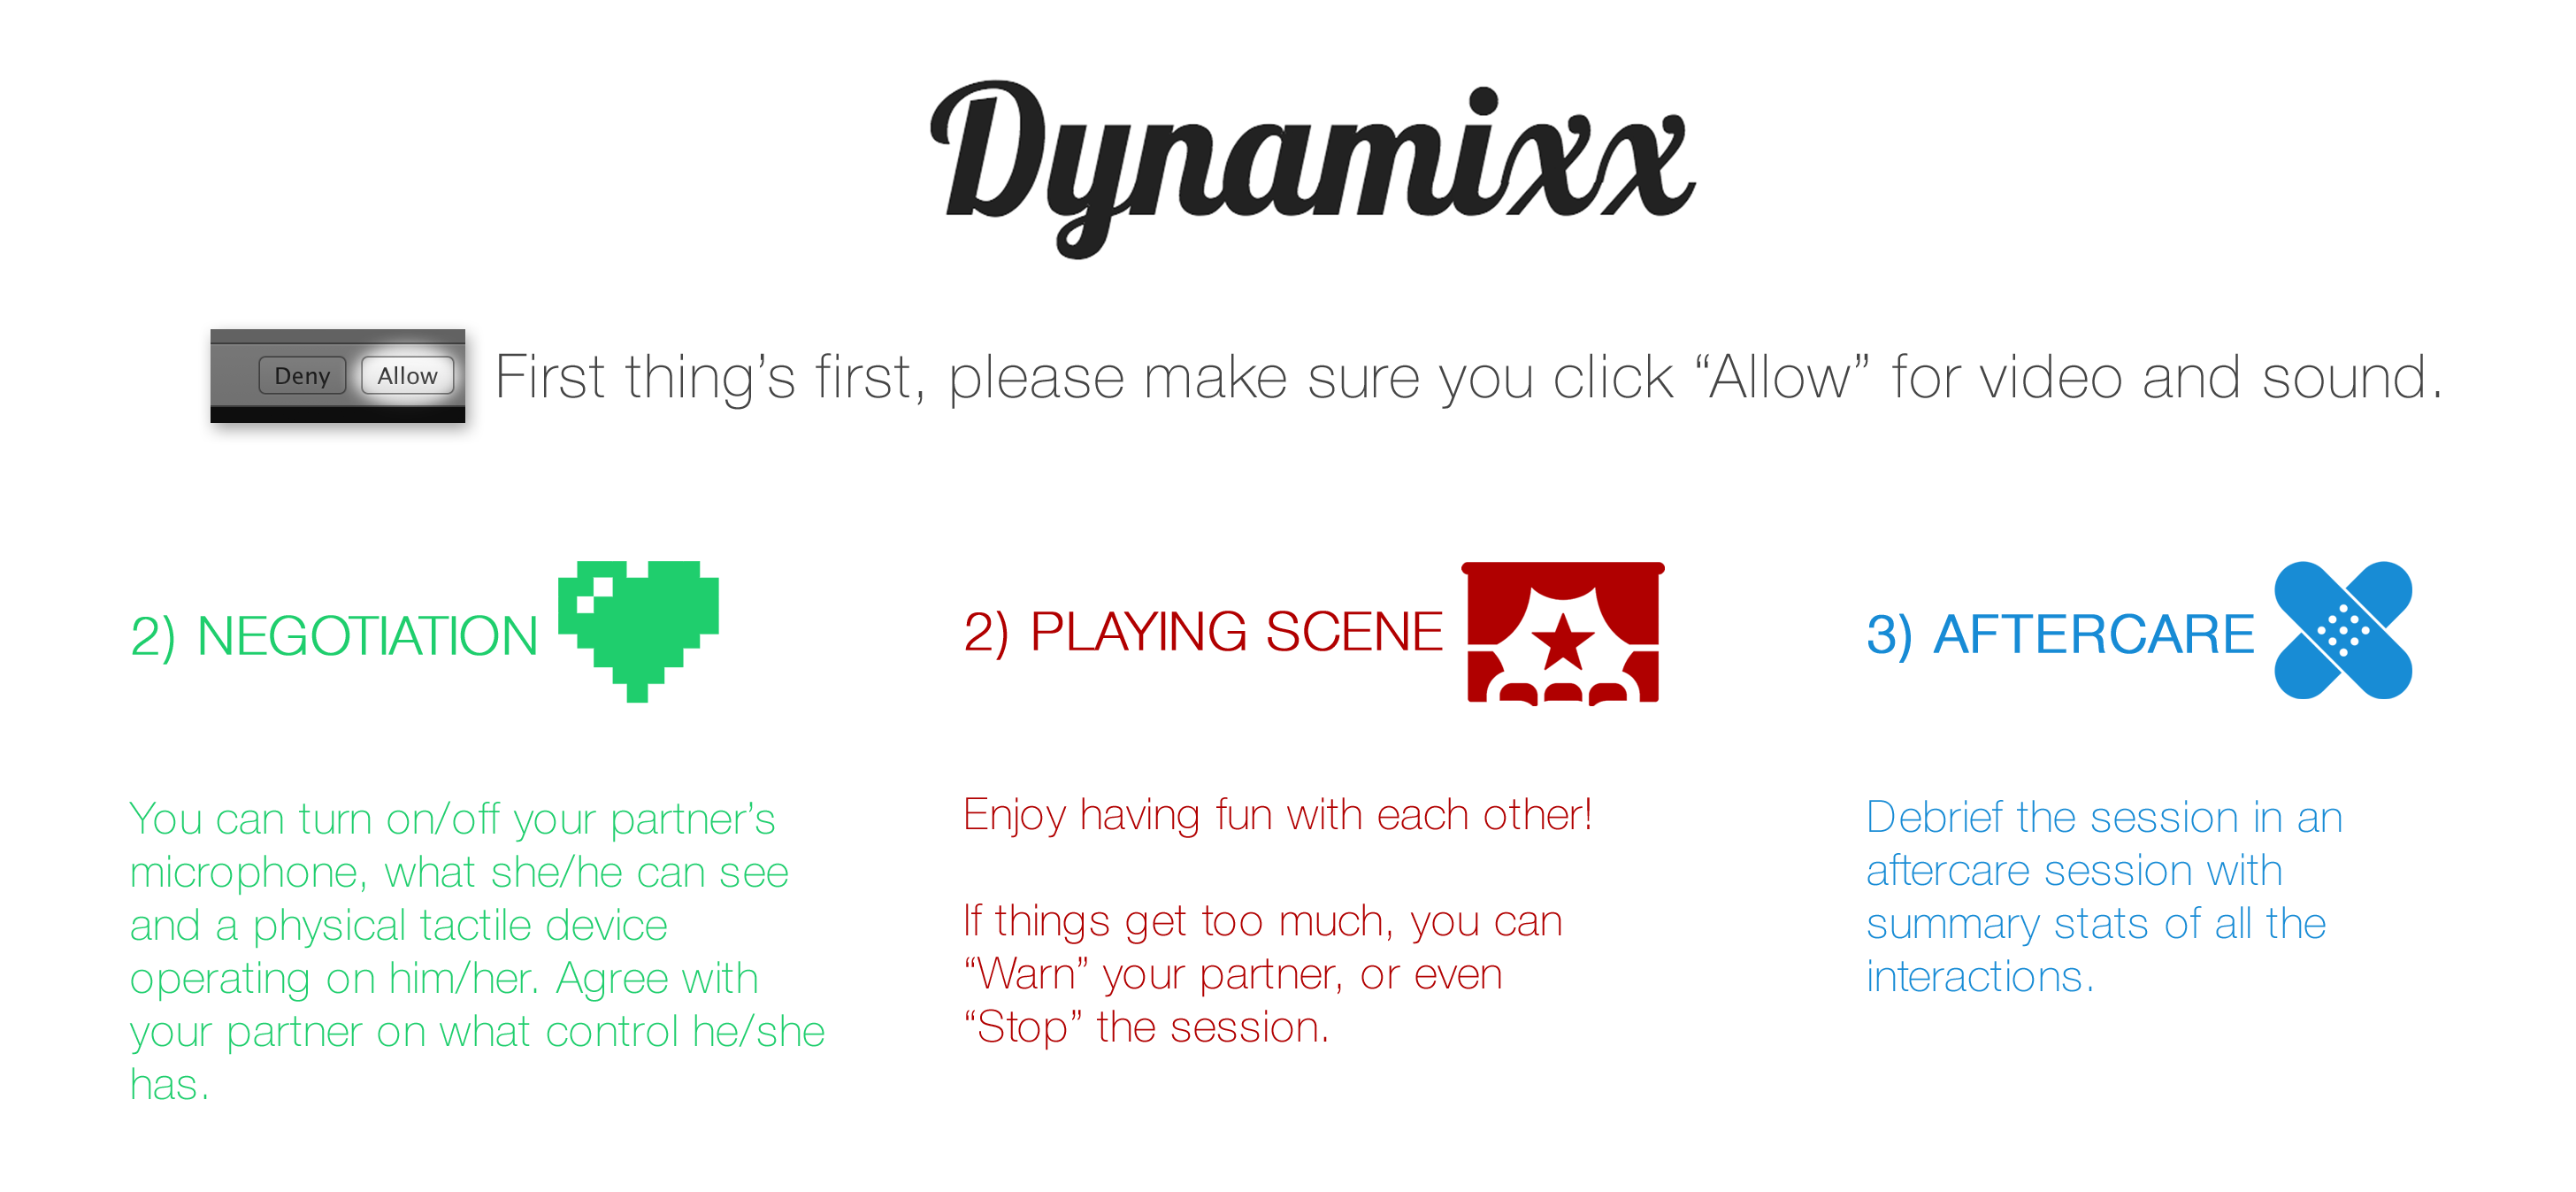 Dynamixx
Deny Allow
First thing’s first, please make sure you click “Allow” for video and sound.
2) NEGOTIATION
You can turn on/off your partner’s
microphone, what she/he can see
and a physical tactile device
operating on him/her. Agree with
your partner on what control he/she
has.
2) PLAYING SCENE
Enjoy having fun with each other!
If things get too much, you can
“Warn” your partner, or even
“Stop” the session.
3) AFTERCARE
Debrief the session in an
aftercare session with
summary stats of all the
interactions.